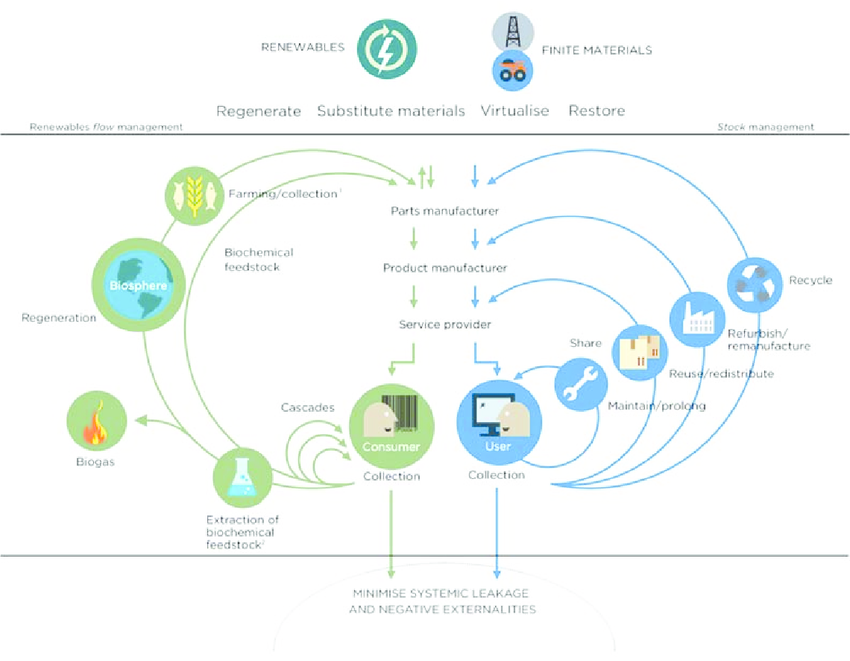 RENEWABLES
FINITE MATERIALS
Regenerate Substitute materials Virtualise Restore
Renewables flow management
Stock management
Farming/collection¹
Parts manufacturer
Biochemical
feedstock
Product manufacturer
Biosphere
Recycle
Regeneration
Service provider
Share
Refurbish/
remanufacture
Reuse/redistribute
Cascades
Maintain/prolong
Consumer
User
Biogas
Collection
Collection
Extraction of
biochemical
feedstock²
MINIMISE SYSTEMIC LEAKAGE
AND NEGATIVE EXTERNALITIES